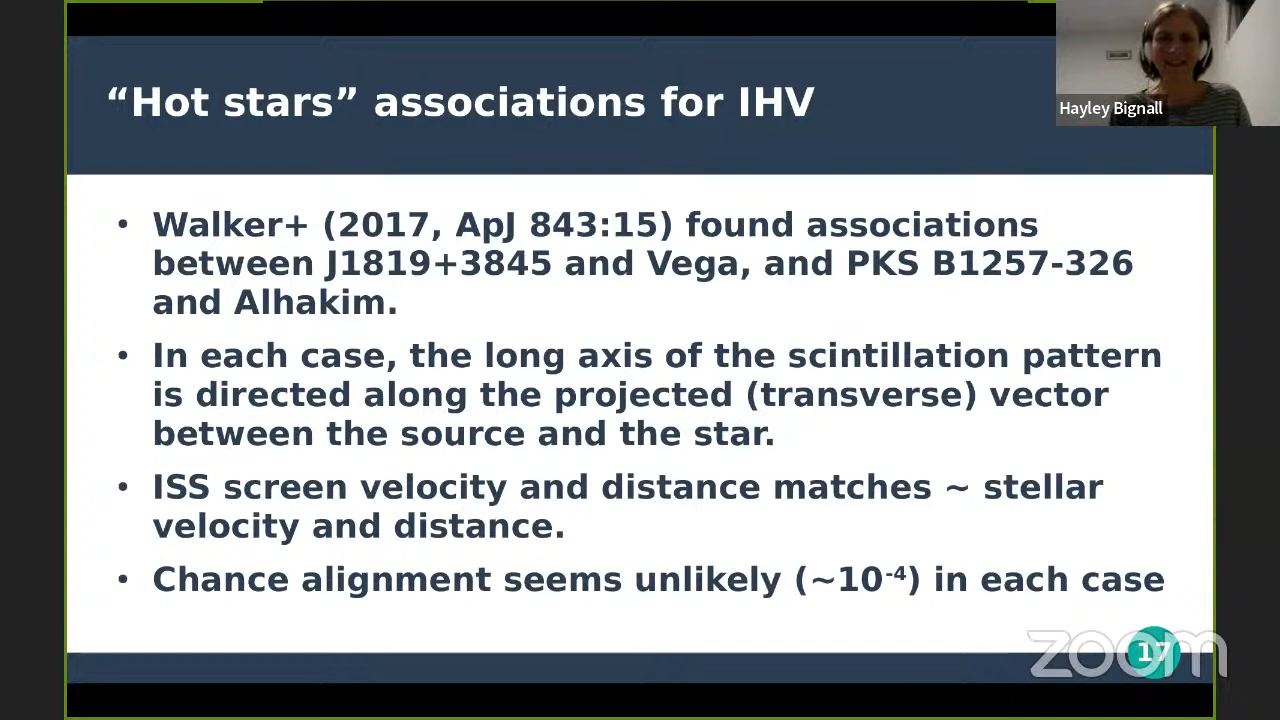 “Hot stars” associations for IHV
Hayley Bignall
• Walker+ (2017, ApJ 843:15) found associations
between J1819+3845 and Vega, and PKS B1257-326
and Alhakim.
• In each case, the long axis of the scintillation pattern
is directed along the projected (transverse) vector
between the source and the star.
• ISS screen velocity and distance matches ~ stellar
velocity and distance.
• Chance alignment seems unlikely (~10⁻⁴) in each case
zoom
17